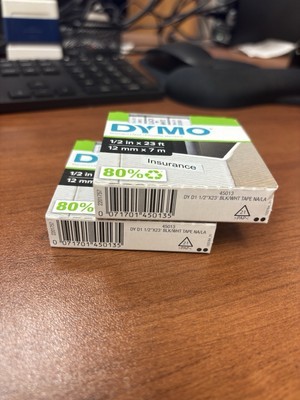 DYMO
1/2 in x 23 ft
12 mm x 7 m
Insurance
80%
45013
DY D1 1/2"X23' BLK/WHT TAPE NA/LA
0 71701 45013 5
1/2 in
12 mm
80%
45013
DY D1 1/2"X23' BLK/WHT TAPE NA/LA
0 71701 45013 5